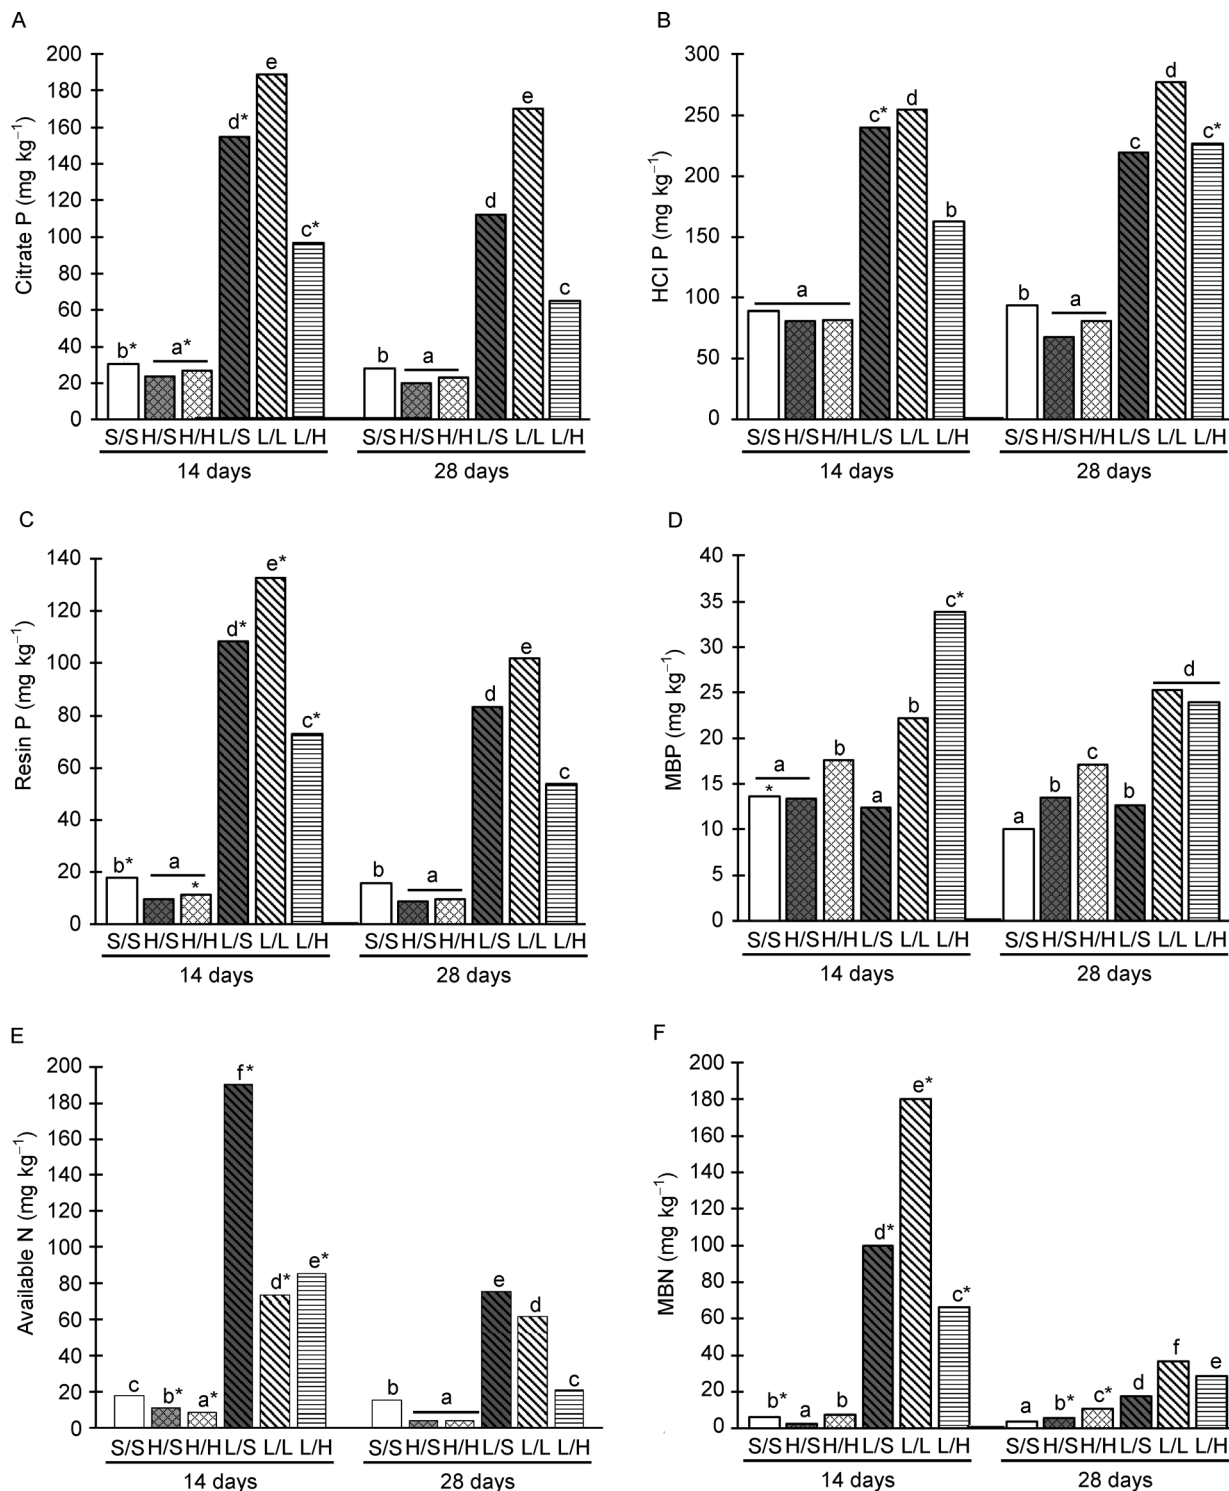 A
Citrate P (mg kg⁻¹)
200
180
160
140
120
100
80
60
40
20
0
b* a* d* e c* b a d e c
S/S H/S H/H L/S L/L L/H S/S H/S H/H L/S L/L L/H
14 days 28 days
B
HCl P (mg kg⁻¹)
300
250
200
150
100
50
0
a c* d b b a c d c*
S/S H/S H/H L/S L/L L/H S/S H/S H/H L/S L/L L/H
14 days 28 days
C
Resin P (mg kg⁻¹)
140
120
100
80
60
40
20
0
b* a * d* e* c* b a d e c
S/S H/S H/H L/S L/L L/H S/S H/S H/H L/S L/L L/H
14 days 28 days
D
MBP (mg kg⁻¹)
40
35
30
25
20
15
10
5
0
a * b a b c* a b c b d
S/S H/S H/H L/S L/L L/H S/S H/S H/H L/S L/L L/H
14 days 28 days
E
Available N (mg kg⁻¹)
200
180
160
140
120
100
80
60
40
20
0
c b* a* f* d* e* b a e d c
S/S H/S H/H L/S L/L L/H S/S H/S H/H L/S L/L L/H
14 days 28 days
F
MBN (mg kg⁻¹)
200
180
160
140
120
100
80
60
40
20
0
b* a b d* e* c* a b* c* d f e
S/S H/S H/H L/S L/L L/H S/S H/S H/H L/S L/L L/H
14 days 28 days